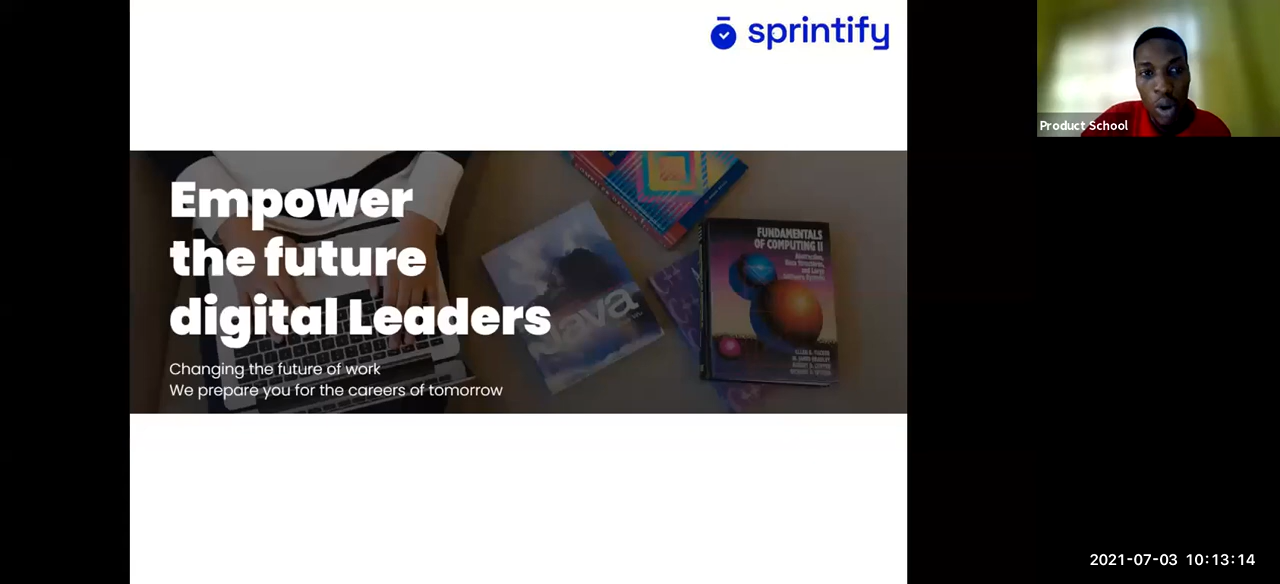 sprintify
Empower
the future
digital Leaders
Changing the future of work
We prepare you for the careers of tomorrow
FUNDAMENTALS
OF COMPUTING II
Java
Product School
2021-07-03 10:13:14